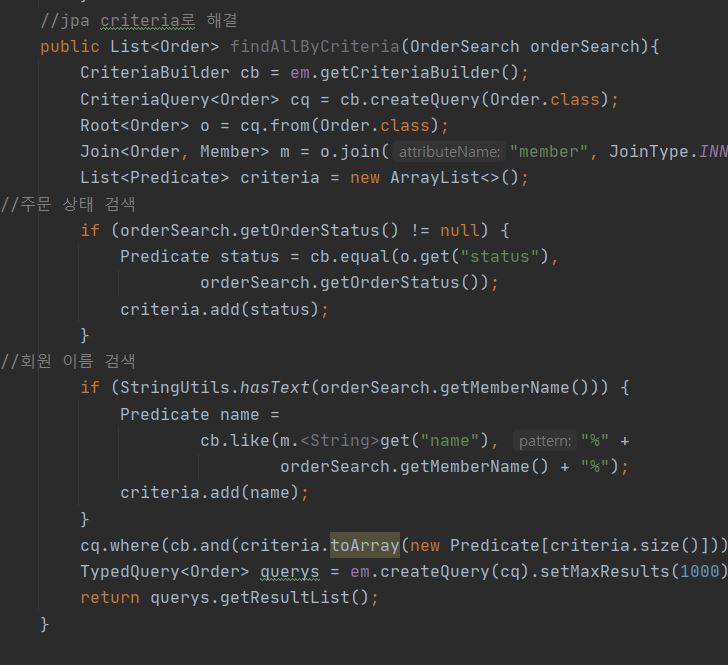 //jpa criteria로 해결
public List<Order> findAllByCriteria(OrderSearch orderSearch){
CriteriaBuilder cb = em.getCriteriaBuilder();
CriteriaQuery<Order> cq = cb.createQuery(Order.class);
Root<Order> o = cq.from(Order.class);
Join<Order, Member> m = o.join( attributeName: "member", JoinType.INN
List<Predicate> criteria = new ArrayList<>();
//주문 상태 검색
if (orderSearch.getOrderStatus() != null) {
Predicate status = cb.equal(o.get("status"),
orderSearch.getOrderStatus());
criteria.add(status);
}
//회원 이름 검색
if (StringUtils.hasText(orderSearch.getMemberName())) {
Predicate name =
cb.like(m.<String>get("name"), pattern: "%" +
orderSearch.getMemberName() + "%");
criteria.add(name);
}
cq.where(cb.and(criteria.toArray(new Predicate[criteria.size()]))
TypedQuery<Order> querys = em.createQuery(cq).setMaxResults(1000)
return querys.getResultList();
}